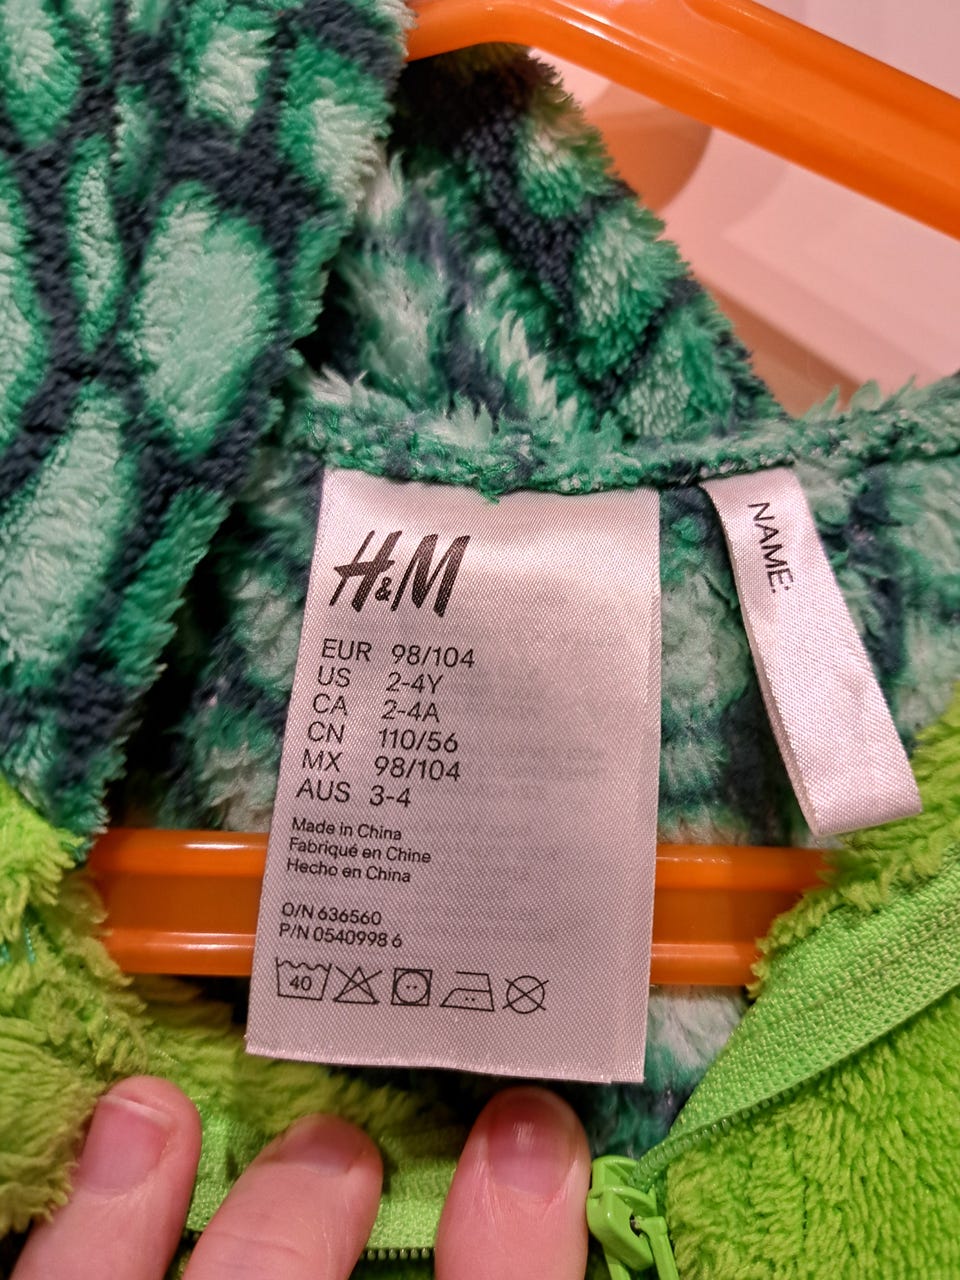 H&M
EUR 98/104
US 2-4Y
CA 2-4A
CN 110/56
MX 98/104
AUS 3-4
Made in China
Fabriqué en Chine
Hecho en China
O/N 636560
P/N 0540998 6
40
NAME: